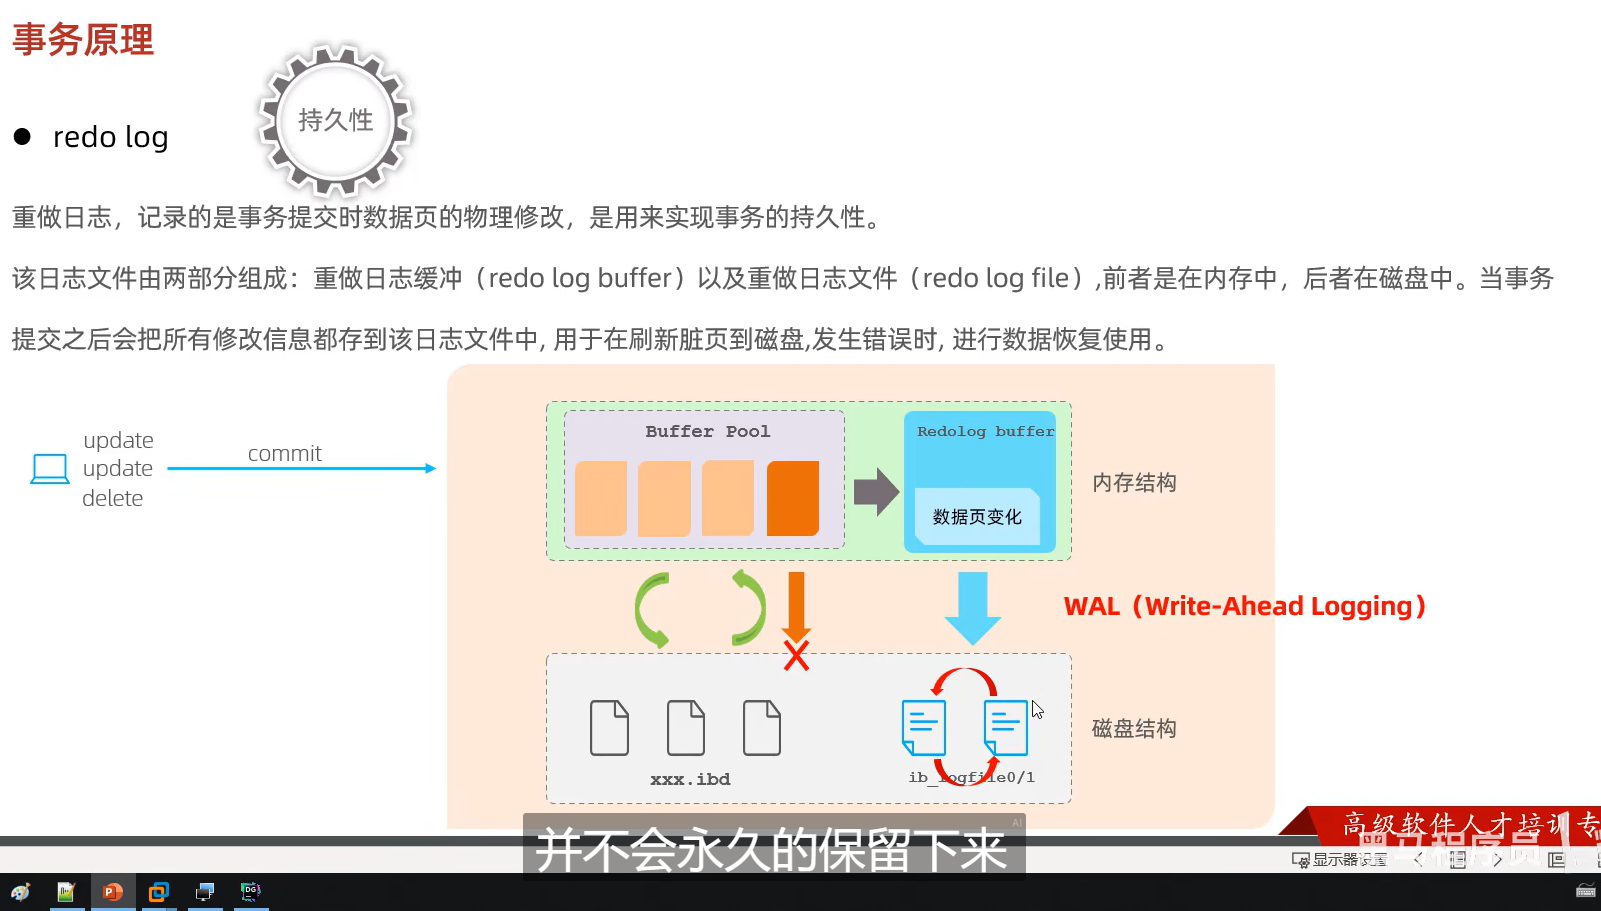 事务原理
持久性
redo log
重做日志，记录的是事务提交时数据页的物理修改，是用来实现事务的持久性。
该日志文件由两部分组成：重做日志缓冲（redo log buffer）以及重做日志文件（redo log file）,前者是在内存中，后者在磁盘中。当事务
提交之后会把所有修改信息都存到该日志文件中, 用于在刷新脏页到磁盘,发生错误时, 进行数据恢复使用。
update
update
delete
commit
Buffer Pool
Redolog buffer
数据页变化
内存结构
WAL（Write-Ahead Logging）
磁盘结构
xxx.ibd
ib_logfile0/1
AI
并不会永久的保留下来
高级软件人才培训专
黑马程序员
显示器设置
P
DG